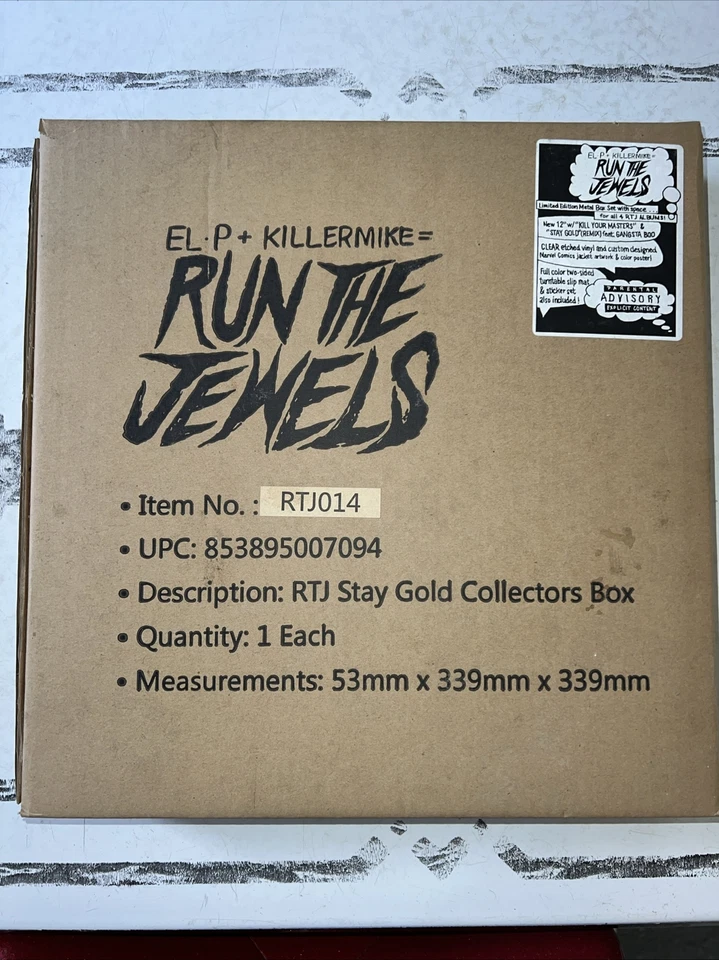 EL·P + KILLERMIKE =
RUN THE
JEWELS
• Item No. : RTJ014
• UPC: 853895007094
• Description: RTJ Stay Gold Collectors Box
• Quantity: 1 Each
• Measurements: 53mm x 339mm x 339mm
EL·P + KILLERMIKE =
RUN THE
JEWELS
Limited Edition Metal Box Set with space...
for all 4 RTJ ALBUMS!
New 12" w/ "KILL YOUR MASTERS" &
"STAY GOLD" (REMIX) feat. GANGSTA BOO
CLEAR etched vinyl and custom designed
Marvel Comics jacket artwork & color poster!
Full color two-sided
turntable slip mat
& sticker set
also included!
PARENTAL
ADVISORY
EXPLICIT CONTENT